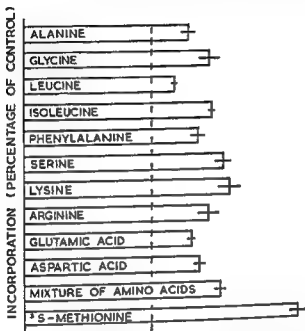 INCORPORATION (PERCENTAGE OF CONTROL)
ALANINE
GLYCINE
LEUCINE
ISOLEUCINE
PHENYLALANINE
SERINE
LYSINE
ARGININE
GLUTAMIC ACID
ASPARTIC ACID
MIXTURE OF AMINO ACIDS
³S-METHIONINE